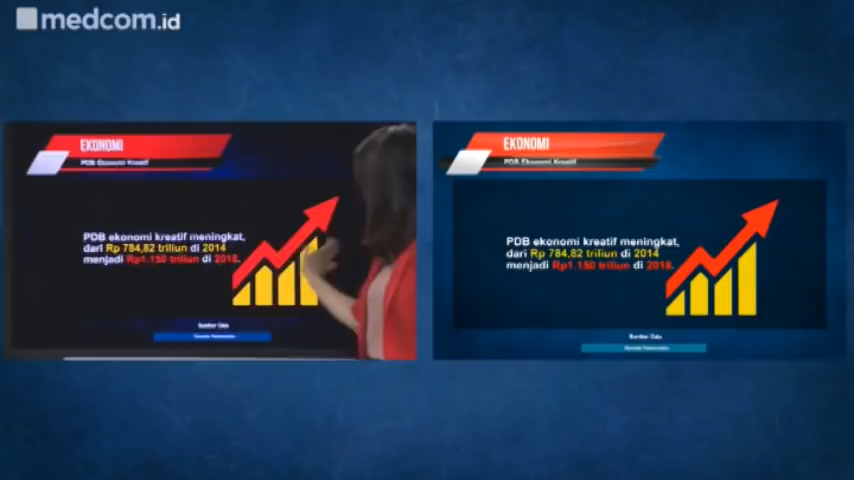 medcom.id
EKONOMI
PDB Ekonomi Kreatif
PDB ekonomi kreatif meningkat,
dari Rp 784,82 triliun di 2014
menjadi Rp1.150 triliun di 2018.
Sumber Data
EKONOMI
PDB Ekonomi Kreatif
PDB ekonomi kreatif meningkat,
dari Rp 784,82 triliun di 2014
menjadi Rp1.150 triliun di 2018.
Sumber Data